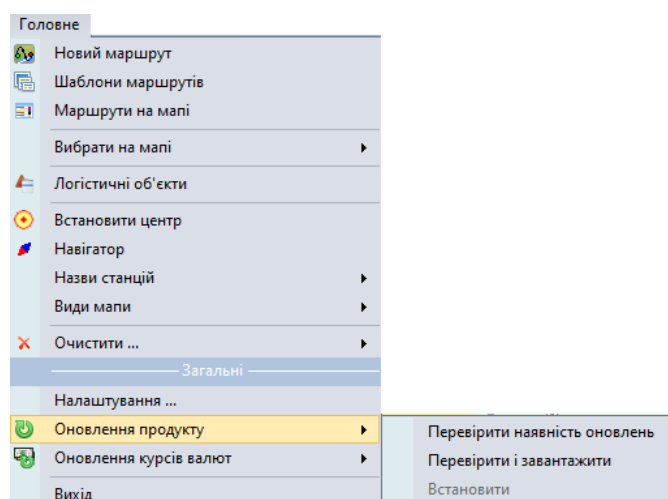 Головне
Новий маршрут
Шаблони маршрутів
Маршрути на мапі
Вибрати на мапі
Логістичні об'єкти
Встановити центр
Навігатор
Назви станцій
Види мапи
Очистити ...
Загальні
Налаштування ...
Оновлення продукту
Перевірити наявність оновлень
Оновлення курсів валют
Перевірити і завантажити
Вихід
Встановити